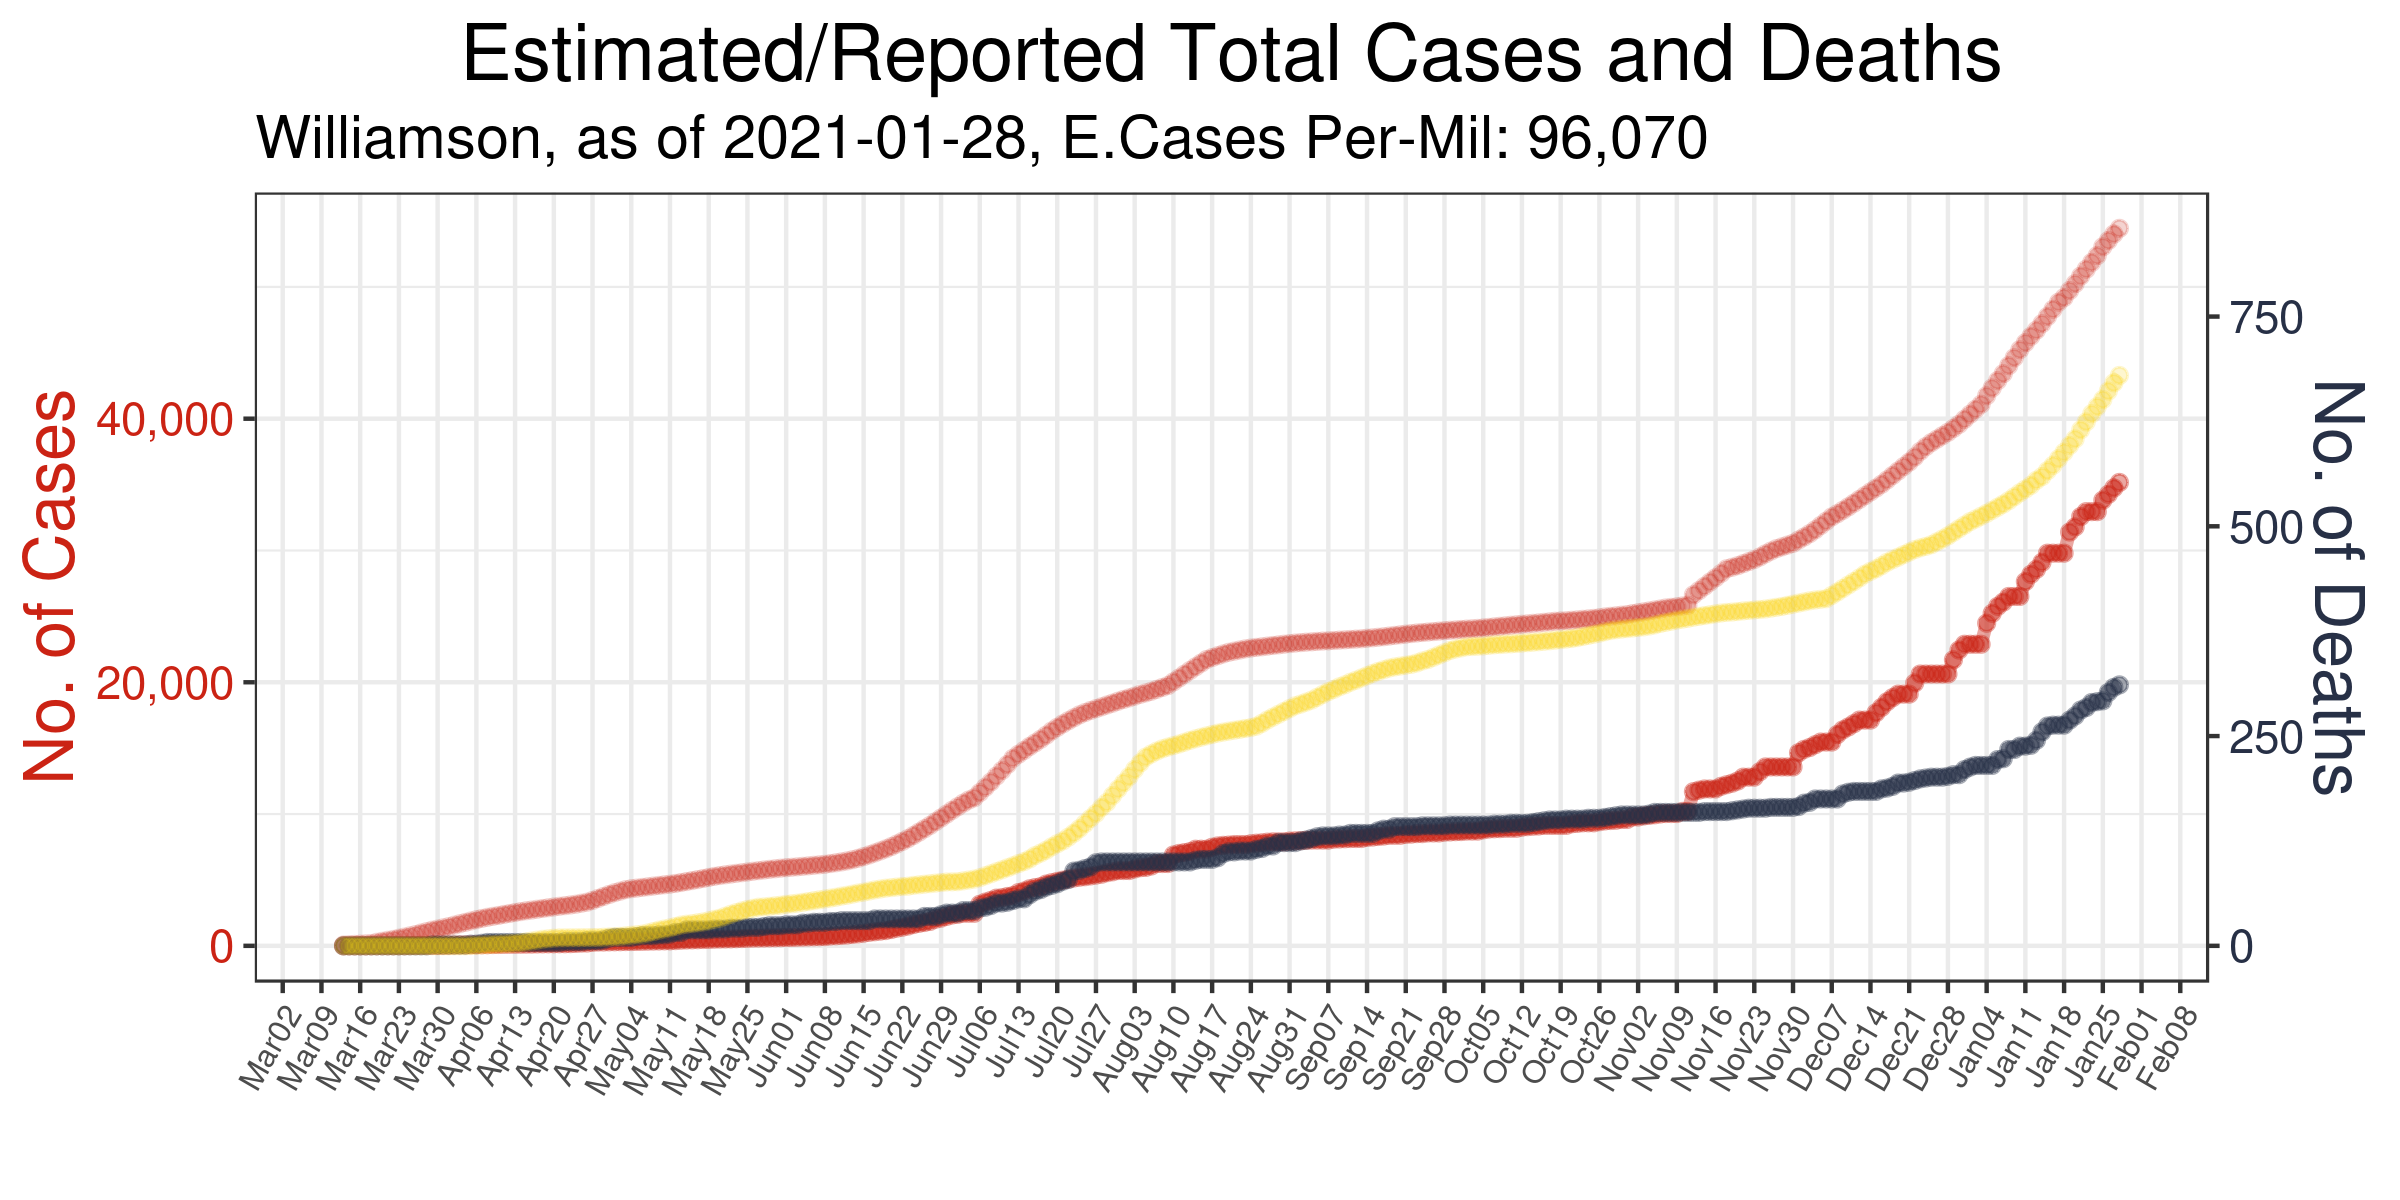 Estimated/Reported Total Cases and Deaths
Williamson, as of 2021-01-28, E.Cases Per-Mil: 96,070
No. of Cases
40,000
20,000
0
750
500
250
0
No. of Deaths
Mar02
Mar09
Mar16
Mar23
Mar30
Apr06
Apr13
Apr20
Apr27
May04
May11
May18
May25
Jun01
Jun08
Jun15
Jun22
Jun29
Jul06
Jul13
Jul20
Jul27
Aug03
Aug10
Aug17
Aug24
Aug31
Sep07
Sep14
Sep21
Sep28
Oct05
Oct12
Oct19
Oct26
Nov02
Nov09
Nov16
Nov23
Nov30
Dec07
Dec14
Dec21
Dec28
Jan04
Jan11
Jan18
Jan25
Feb01
Feb08